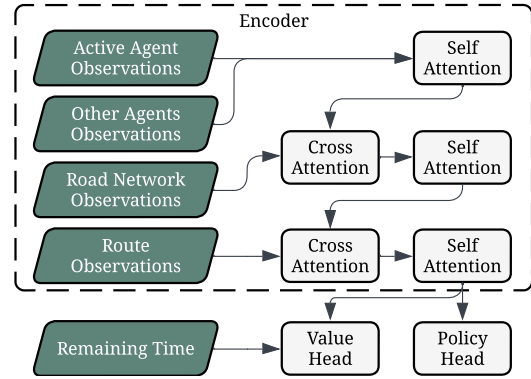 Encoder
Active Agent
Observations
Self
Attention
Other Agents
Observations
Cross
Attention
Self
Attention
Road Network
Observations
Route
Observations
Cross
Attention
Self
Attention
Remaining Time
Value
Head
Policy
Head